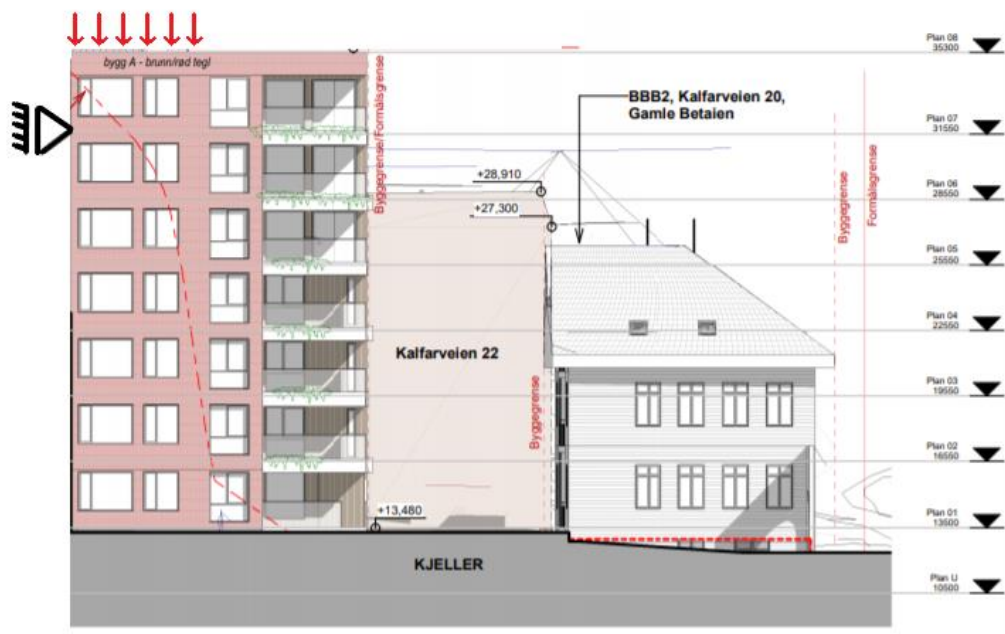 bygg A - brunn/rød tegl
Byggegrense/Formålsgrense
+28,910
+27,300
BBB2, Kalfarveien 20,
Gamle Betaien
Byggegrense
Formålsgrense
Kalfarveien 22
Byggegrense
+13,480
KJELLER
Plan 08
35300
Plan 07
31550
Plan 06
28550
Plan 05
25550
Plan 04
22550
Plan 03
19550
Plan 02
16550
Plan 01
13500
Plan U
10500